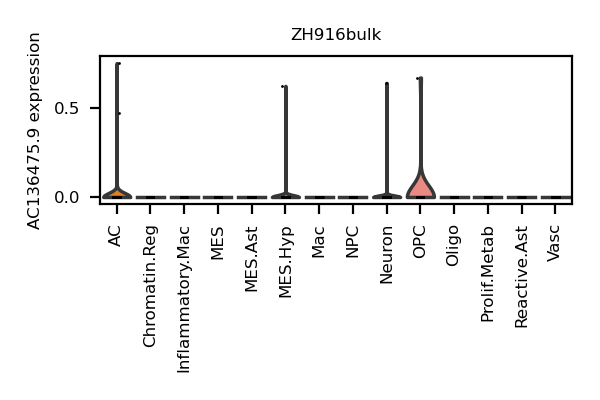 ZH916bulk
AC136475.9 expression
0.5
0.0
AC
Chromatin.Reg
Inflammatory.Mac
MES
MES.Ast
MES.Hyp
Mac
NPC
Neuron
OPC
Oligo
Prolif.Metab
Reactive.Ast
Vasc